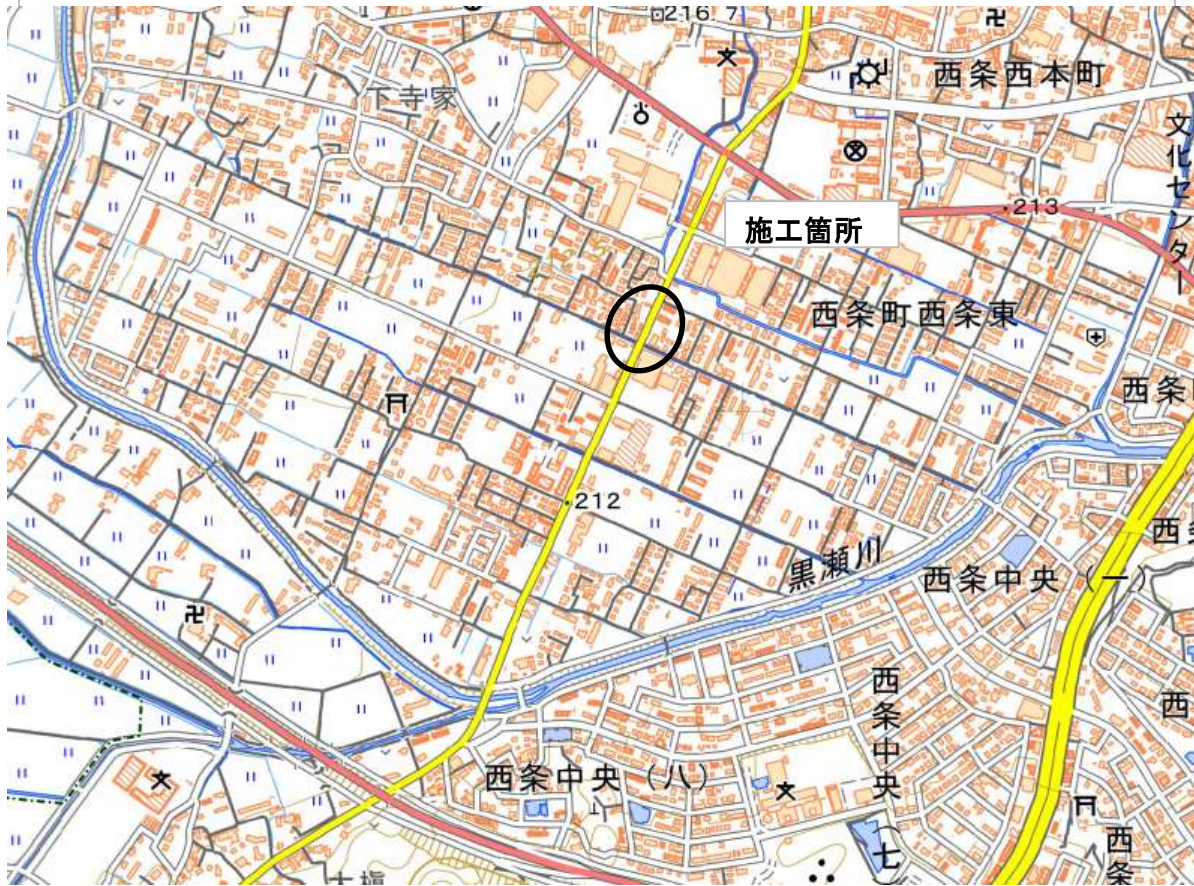 216.7
西条西本町
下寺家
文化センター
213
施工箇所
西条町西条東
西条
212
黒瀬川
西条中央（一）
西条中央（七）
西条中央（八）
西
西条